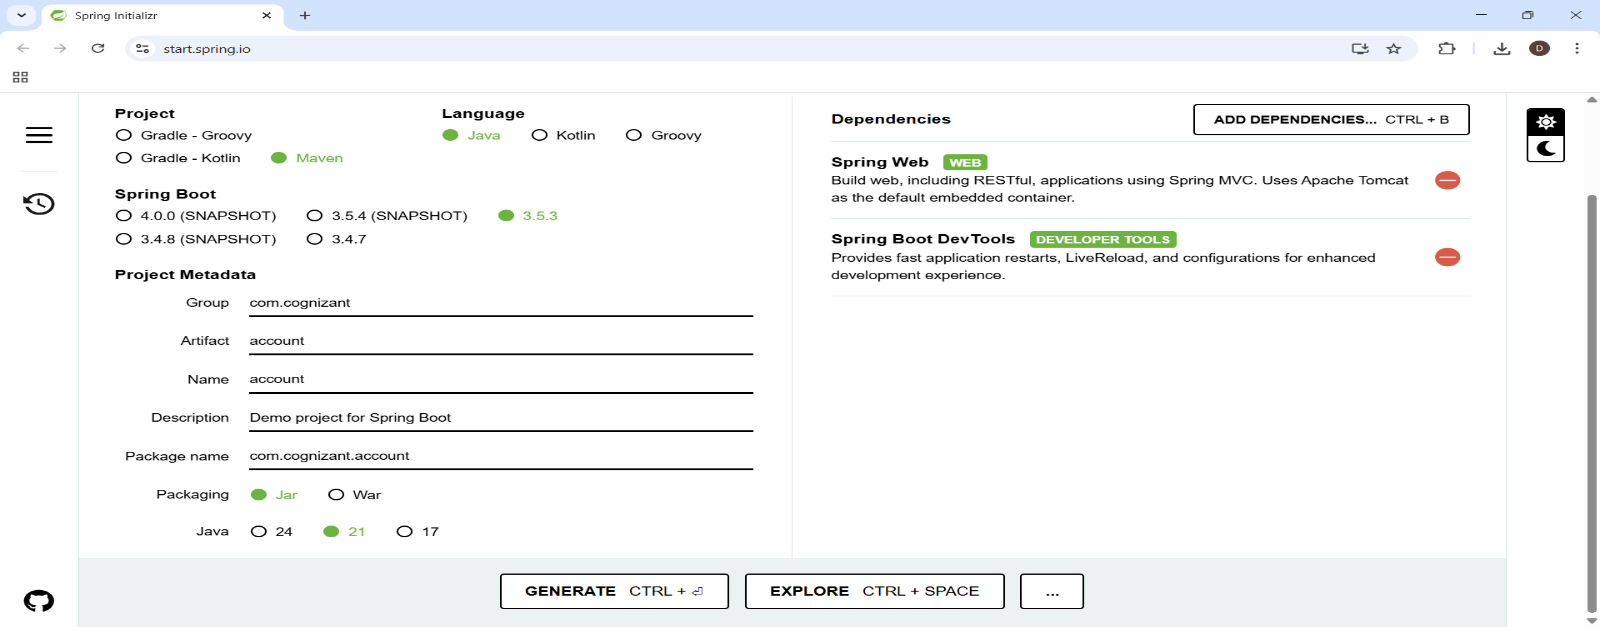 Spring Initializr
start.spring.io
D
Project
Gradle - Groovy
Gradle - Kotlin Maven
Language
Java Kotlin Groovy
Spring Boot
4.0.0 (SNAPSHOT) 3.5.4 (SNAPSHOT) 3.5.3
3.4.8 (SNAPSHOT) 3.4.7
Project Metadata
Group com.cognizant
Artifact account
Name account
Description Demo project for Spring Boot
Package name com.cognizant.account
Packaging Jar War
Java 24 21 17
Dependencies
ADD DEPENDENCIES... CTRL + B
Spring Web WEB
Build web, including RESTful, applications using Spring MVC. Uses Apache Tomcat
as the default embedded container.
Spring Boot DevTools DEVELOPER TOOLS
Provides fast application restarts, LiveReload, and configurations for enhanced
development experience.
GENERATE CTRL + ⏎
EXPLORE CTRL + SPACE
...